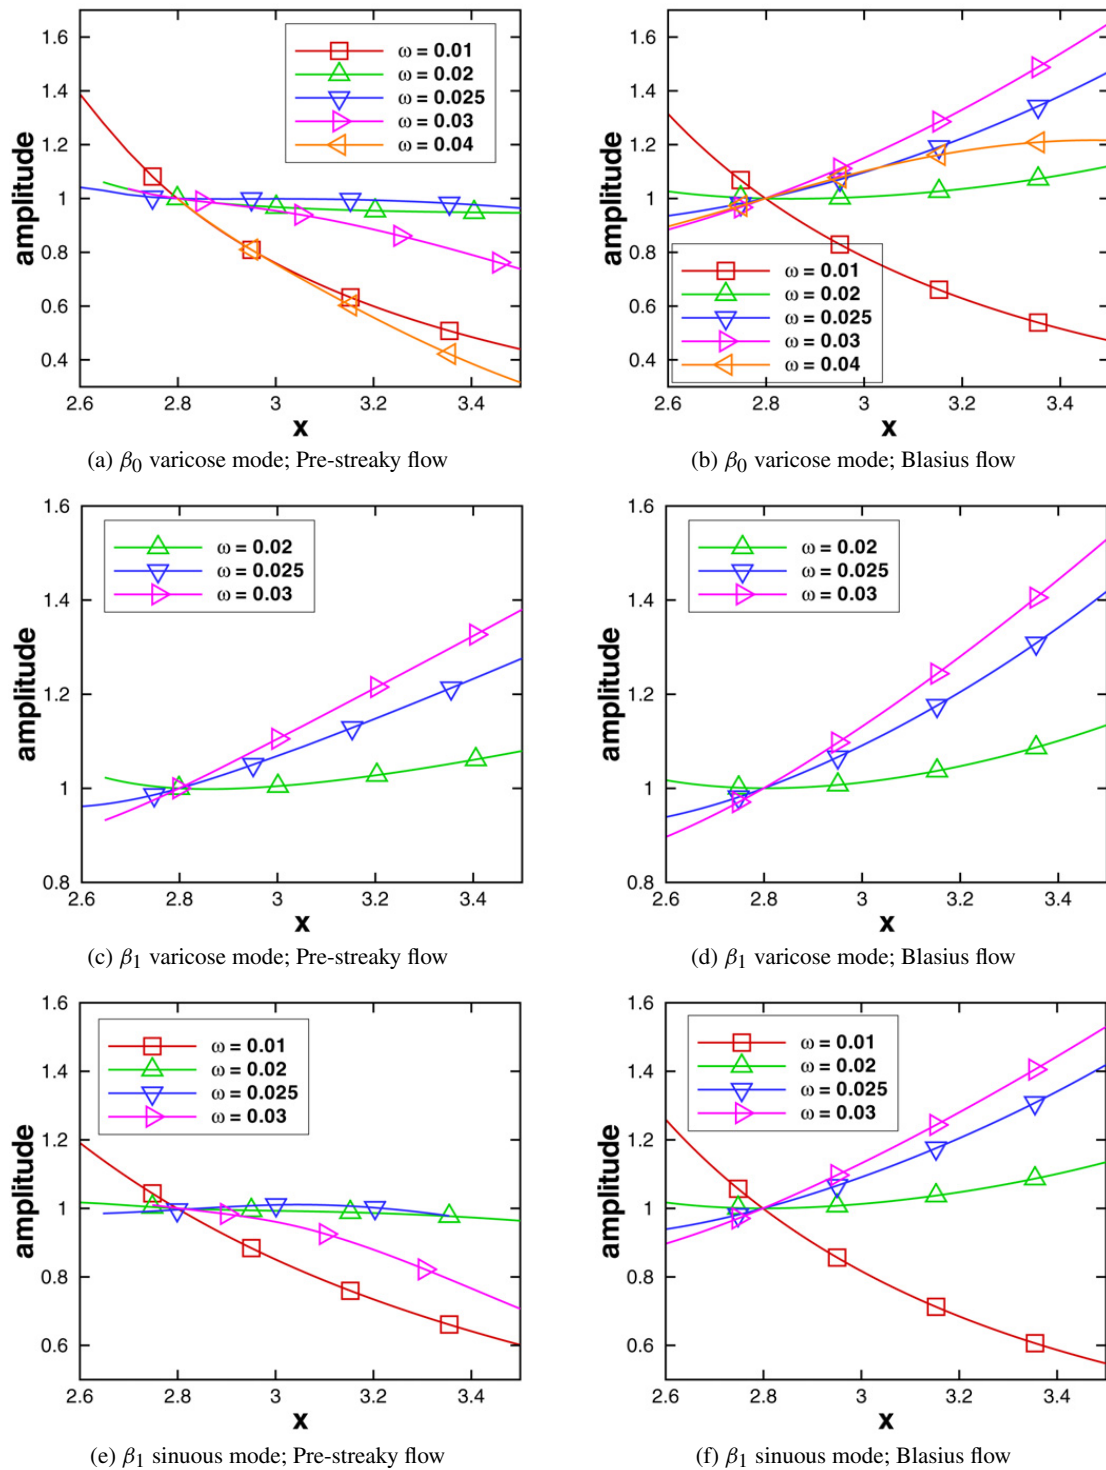 amplitude
1.6
1.4
1.2
1
0.8
0.6
0.4
2.6 2.8 3 3.2 3.4
x
ω = 0.01
ω = 0.02
ω = 0.025
ω = 0.03
ω = 0.04
(a) β0 varicose mode; Pre-streaky flow
amplitude
1.6
1.4
1.2
1
0.8
0.6
0.4
ω = 0.01
ω = 0.02
ω = 0.025
ω = 0.03
ω = 0.04
2.6 2.8 3 3.2 3.4
x
(b) β0 varicose mode; Blasius flow
amplitude
1.6
1.4
1.2
1
0.8
ω = 0.02
ω = 0.025
ω = 0.03
2.6 2.8 3 3.2 3.4
x
(c) β1 varicose mode; Pre-streaky flow
amplitude
1.6
1.4
1.2
1
0.8
ω = 0.02
ω = 0.025
ω = 0.03
2.6 2.8 3 3.2 3.4
x
(d) β1 varicose mode; Blasius flow
amplitude
1.6
1.4
1.2
1
0.8
0.6
ω = 0.01
ω = 0.02
ω = 0.025
ω = 0.03
2.6 2.8 3 3.2 3.4
x
(e) β1 sinuous mode; Pre-streaky flow
amplitude
1.6
1.4
1.2
1
0.8
0.6
ω = 0.01
ω = 0.02
ω = 0.025
ω = 0.03
2.6 2.8 3 3.2 3.4
x
(f) β1 sinuous mode; Blasius flow